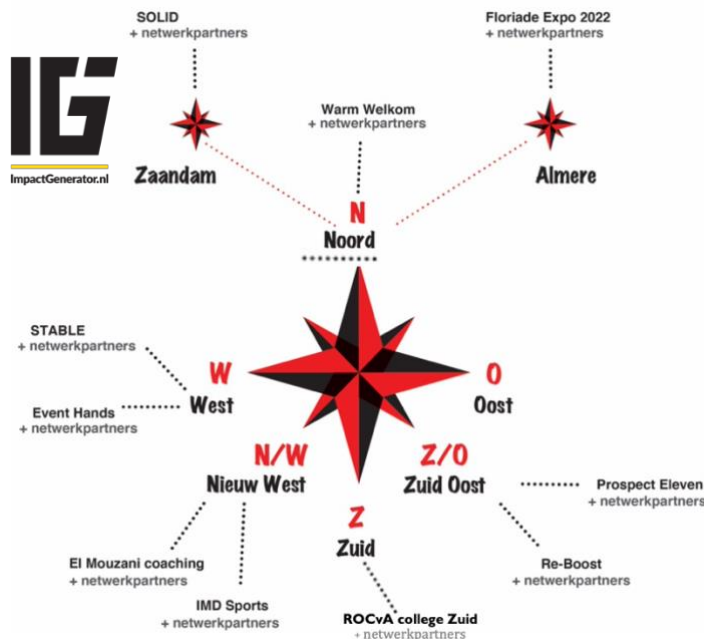 SOLID
+ netwerkpartners
Floriade Expo 2022
+ netwerkpartners
IG
ImpactGenerator.nl
Warm Welkom
+ netwerkpartners
Zaandam
Almere
N
Noord
STABLE
+ netwerkpartners
W
West
O
Oost
Event Hands
+ netwerkpartners
N/W
Nieuw West
Z/O
Zuid Oost
Prospect Eleven
+ netwerkpartners
Z
Zuid
El Mouzani coaching
+ netwerkpartners
Re-Boost
+ netwerkpartners
IMD Sports
+ netwerkpartners
ROCvA college Zuid
+ netwerkpartners